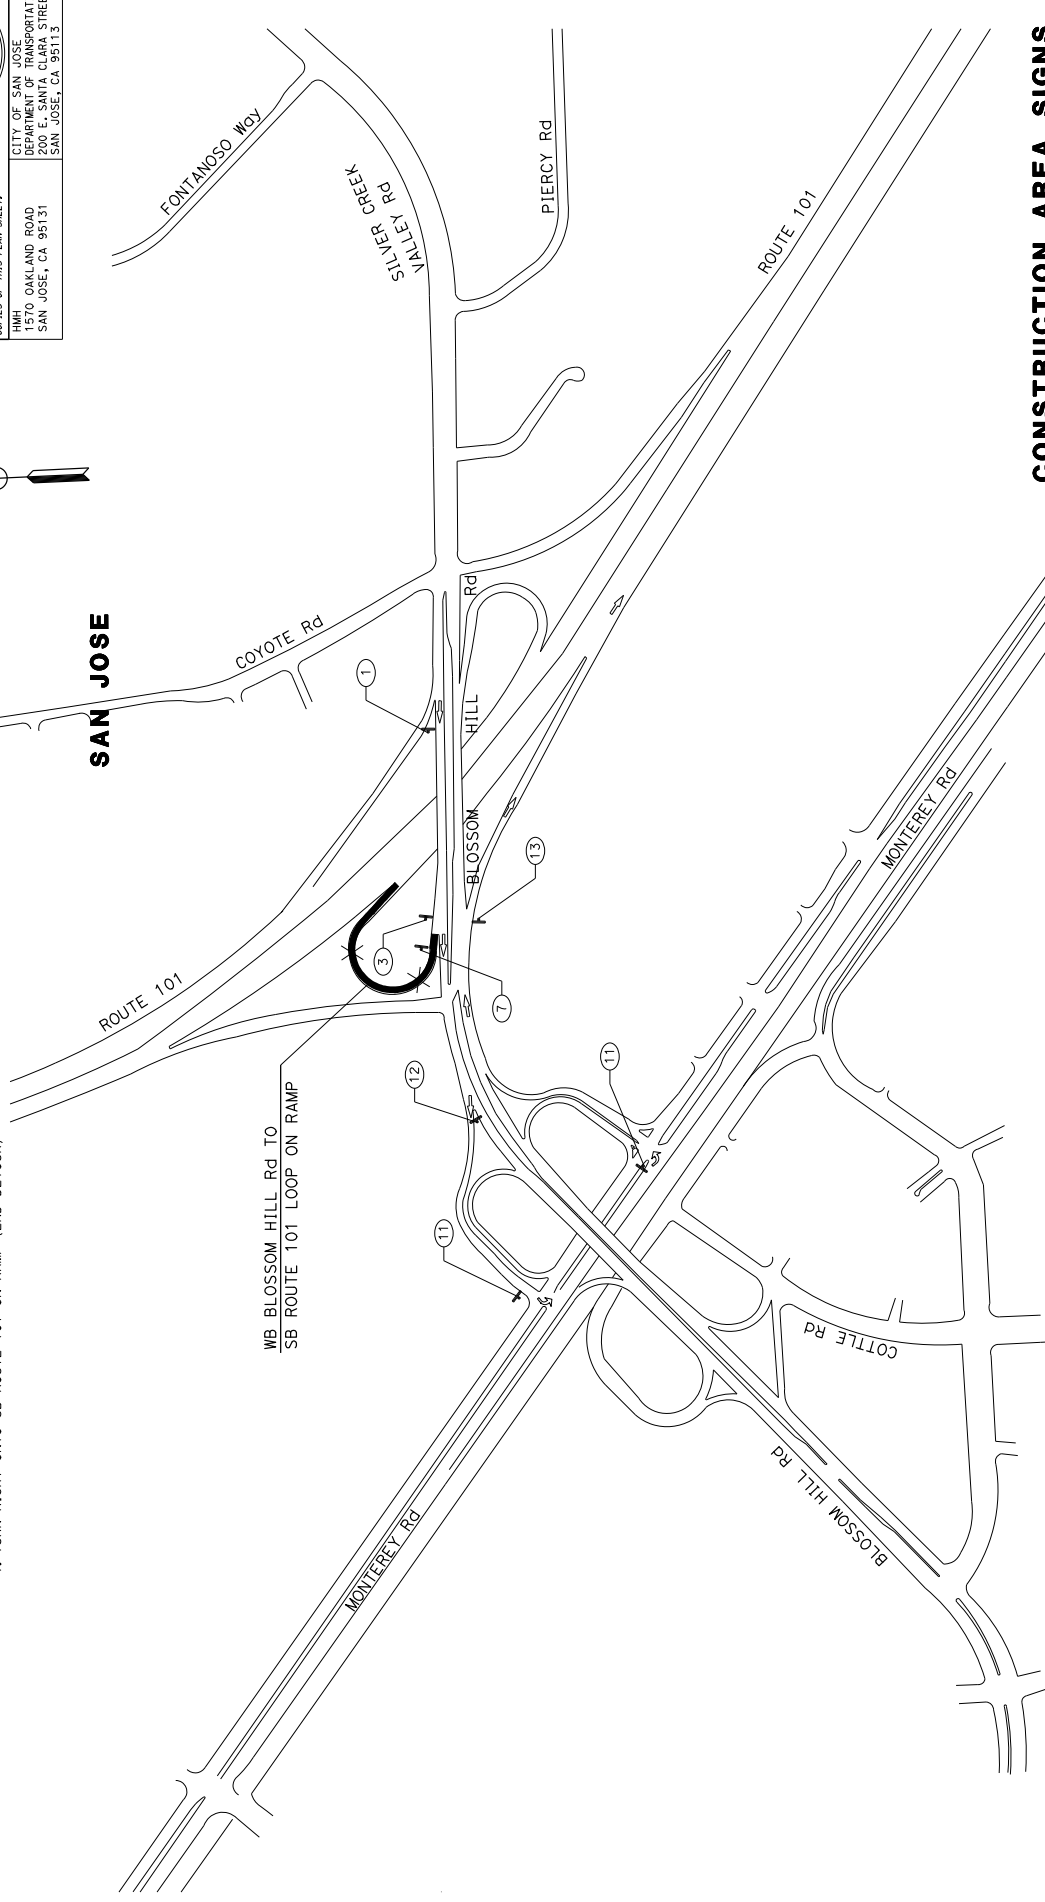 CITY OF SAN JOSE
DEPARTMENT OF
200 E. SANTA CLARA
SAN JOSE, CA 95113
HMH
1570 OAKLAND ROAD
SAN JOSE, CA 95131
FONTANOSO Way
SILVER CREEK
VALLEY Rd
PIERCY Rd
ROUTE 101
SAN JOSE
COYOTE Rd
1
BLOSSOM HILL Rd
ROUTE 101
3
13
7
12
11
11
MONTEREY Rd
WB BLOSSOM HILL Rd TO
SB ROUTE 101 LOOP ON RAMP
COTTLE Rd
BLOSSOM HILL Rd
MONTEREY Rd
CONSTRUCTION AREA SIGNS